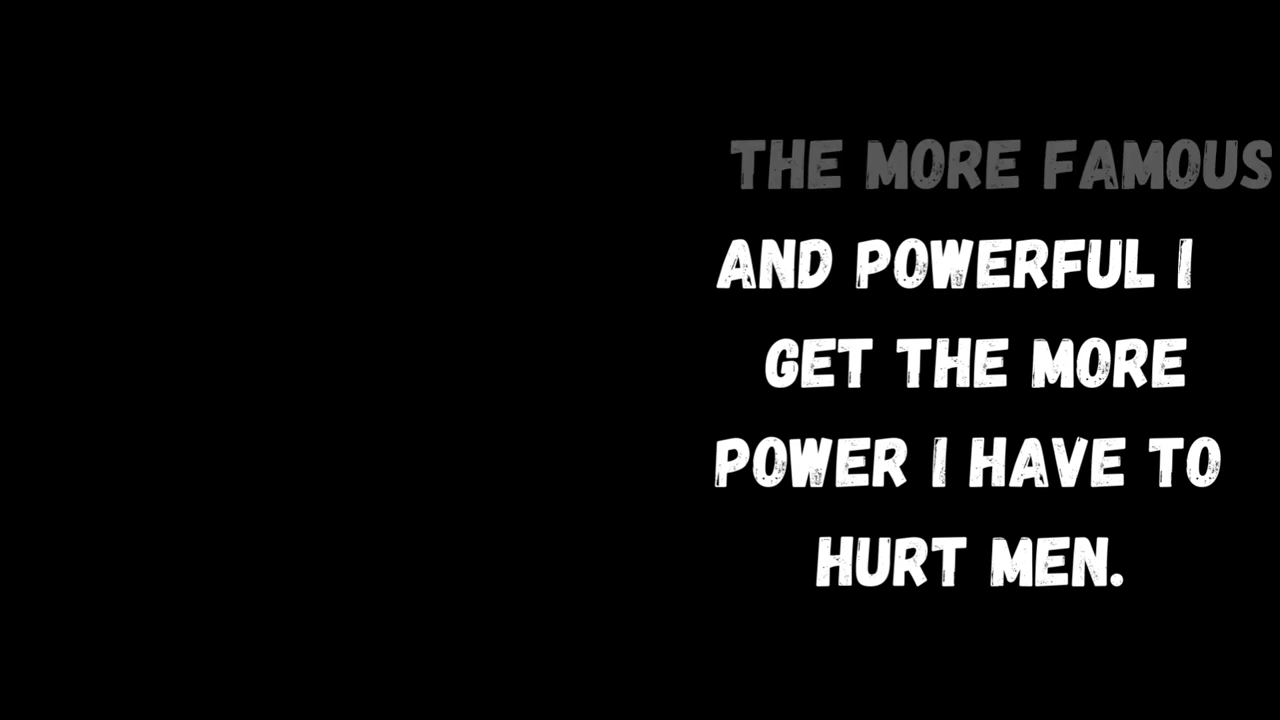 THE MORE FAMOUS
AND POWERFUL I
GET THE MORE
POWER I HAVE TO
HURT MEN.